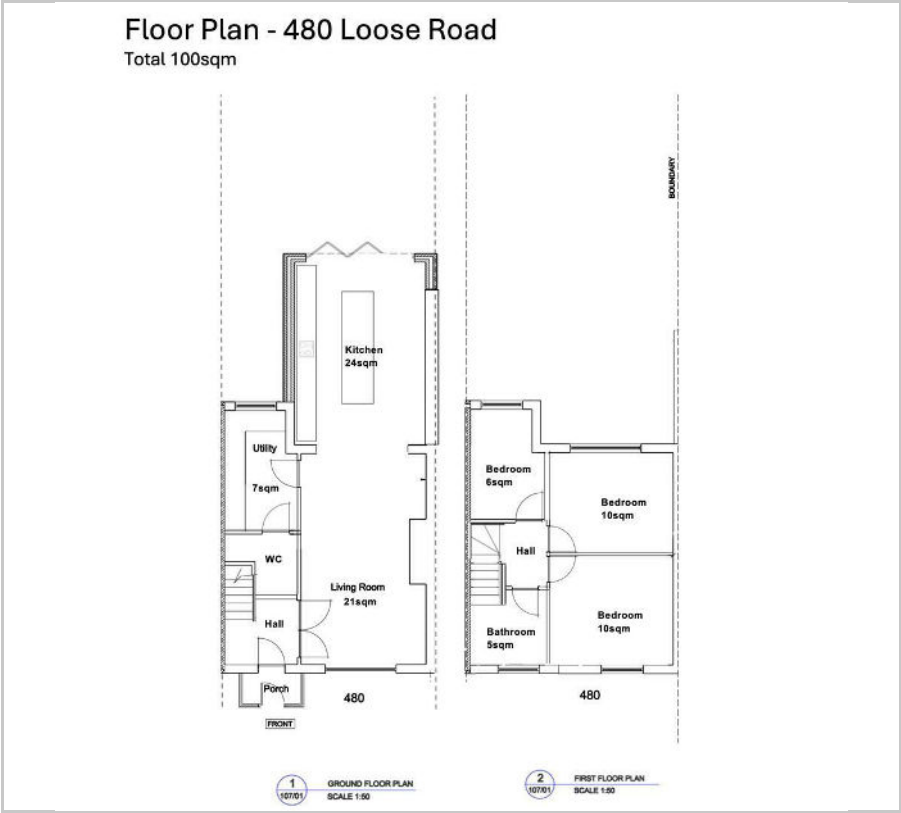 Floor Plan - 480 Loose Road
Total 100sqm
BOUNDARY
Kitchen
24sqm
Utility
7sqm
WC
Living Room
21sqm
Hall
Porch
480
FRONT
Bedroom
6sqm
Bedroom
10sqm
Hall
Bedroom
10sqm
Bathroom
5sqm
480
1
107/01
GROUND FLOOR PLAN
SCALE 1:50
2
107/01
FIRST FLOOR PLAN
SCALE 1:50